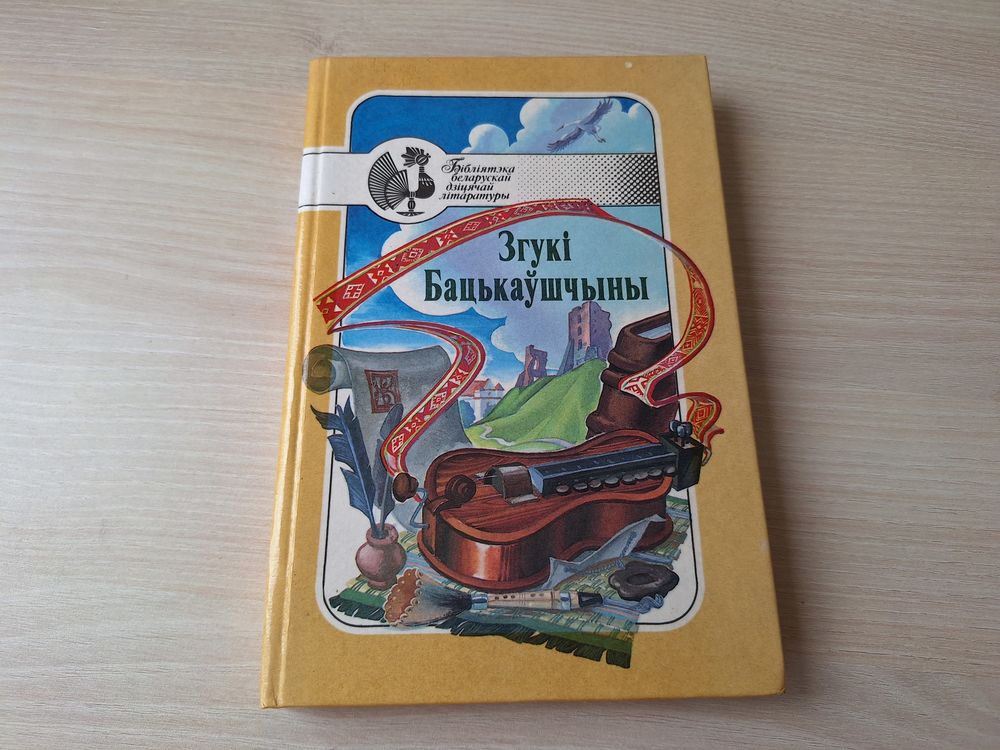 Бібліятэка
беларускай
дзіцячай
літаратуры
Згукі
Бацькаўшчыны